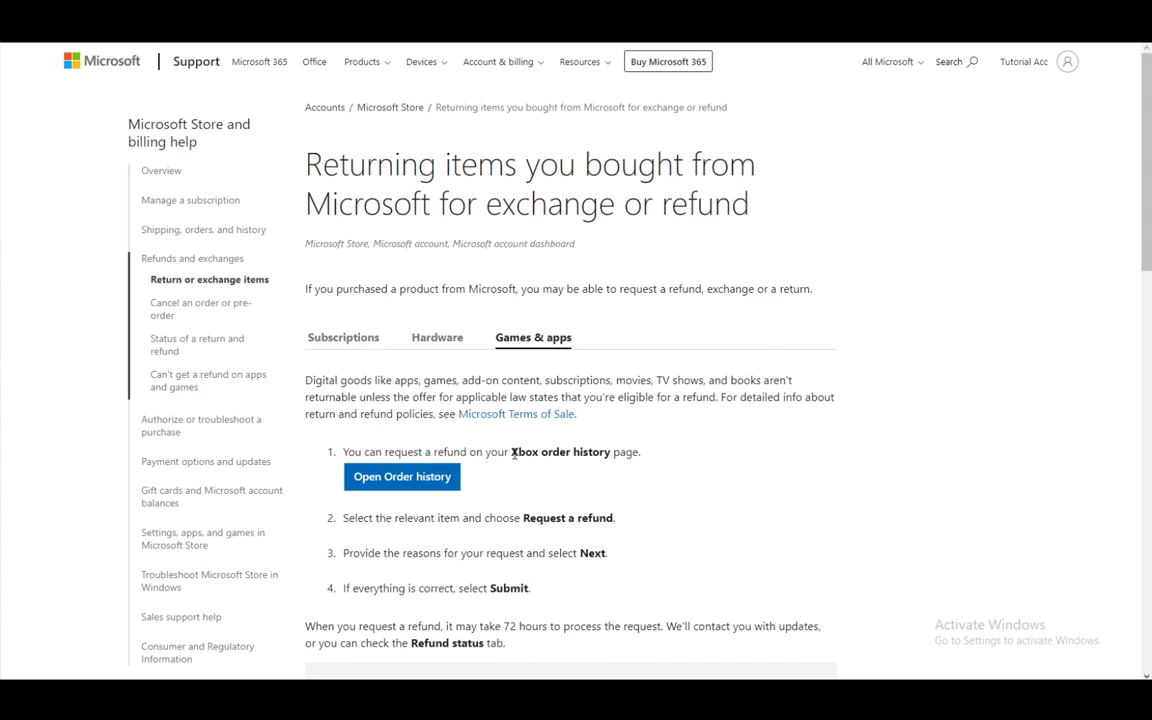 Microsoft | Support Microsoft 365 Office Products Devices Account & billing Resources Buy Microsoft 365 All Microsoft Search Tutorial Acc
Accounts / Microsoft Store / Returning items you bought from Microsoft for exchange or refund
Microsoft Store and
billing help
Overview
Manage a subscription
Shipping, orders, and history
Refunds and exchanges
Return or exchange items
Cancel an order or pre-
order
Status of a return and
refund
Can't get a refund on apps
and games
Authorize or troubleshoot a
purchase
Payment options and updates
Gift cards and Microsoft account
balances
Settings, apps, and games in
Microsoft Store
Troubleshoot Microsoft Store in
Windows
Sales support help
Consumer and Regulatory
Information
Returning items you bought from
Microsoft for exchange or refund
Microsoft Store, Microsoft account, Microsoft account dashboard
If you purchased a product from Microsoft, you may be able to request a refund, exchange or a return.
Subscriptions Hardware Games & apps
Digital goods like apps, games, add-on content, subscriptions, movies, TV shows, and books aren't
returnable unless the offer for applicable law states that you're eligible for a refund. For detailed info about
return and refund policies, see Microsoft Terms of Sale.
1. You can request a refund on your Xbox order history page.
Open Order history
2. Select the relevant item and choose Request a refund.
3. Provide the reasons for your request and select Next.
4. If everything is correct, select Submit.
When you request a refund, it may take 72 hours to process the request. We'll contact you with updates,
or you can check the Refund status tab.
Activate Windows
Go to Settings to activate Windows.